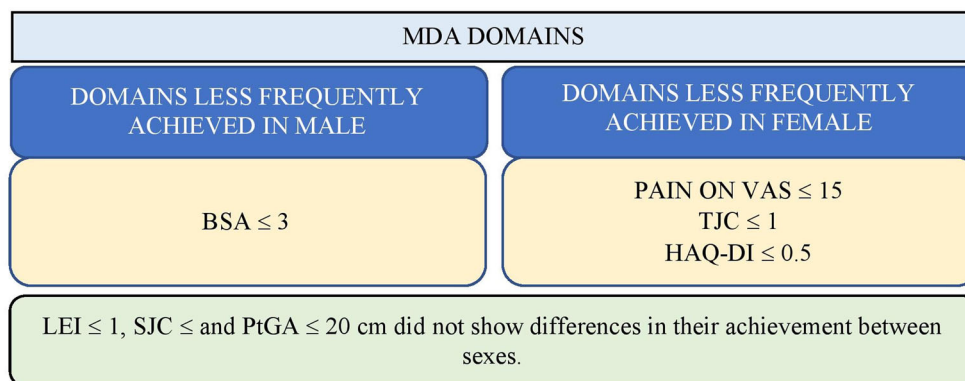 MDA DOMAINS
DOMAINS LESS FREQUENTLY
ACHIEVED IN MALE
DOMAINS LESS FREQUENTLY
ACHIEVED IN FEMALE
BSA ≤ 3
PAIN ON VAS ≤ 15
TJC ≤ 1
HAQ-DI ≤ 0.5
LEI ≤ 1, SJC ≤ and PtGA ≤ 20 cm did not show differences in their achievement between
sexes.